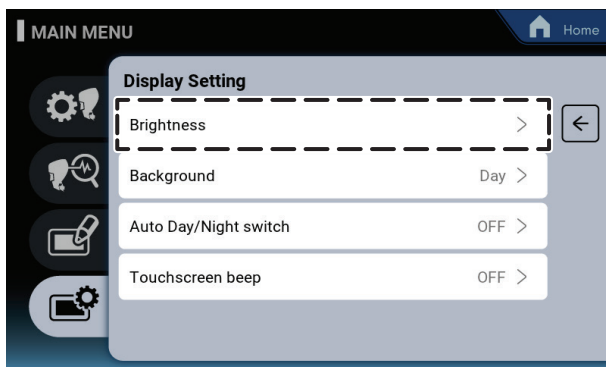 MAIN MENU
Home
Display Setting
Brightness
Background Day
Auto Day/Night switch OFF
Touchscreen beep OFF